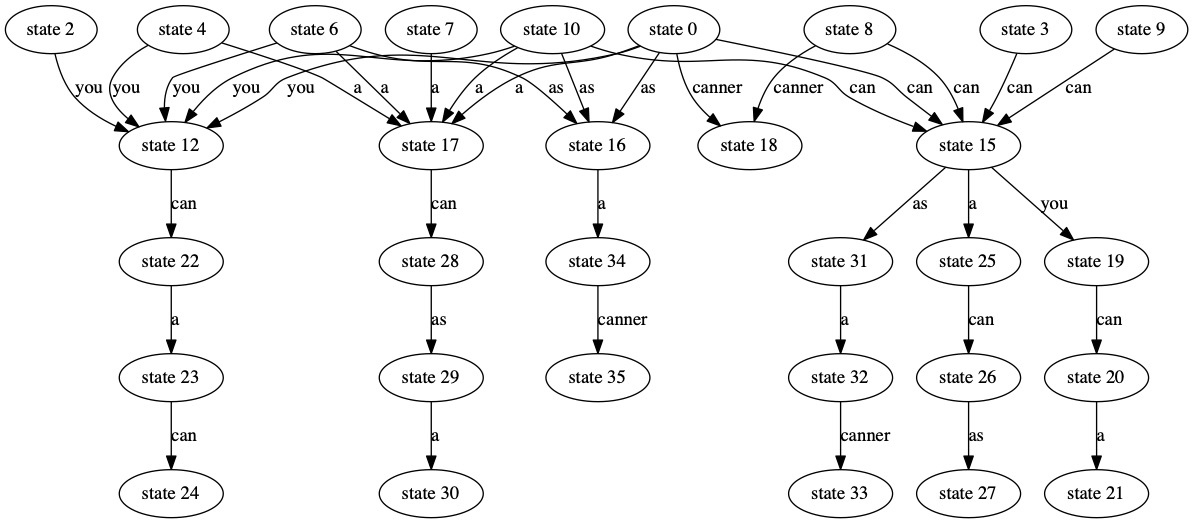 state 2 state 4 state 6 state 7 state 10 state 0 state 8 state 3 state 9
you you you you you a a a a a as as as canner canner can can can can can
state 12 state 17 state 16 state 18 state 15
can can a as a you
state 22 state 28 state 34 state 31 state 25 state 19
a as canner a can can
state 23 state 29 state 35 state 32 state 26 state 20
can a canner as a
state 24 state 30 state 33 state 27 state 21